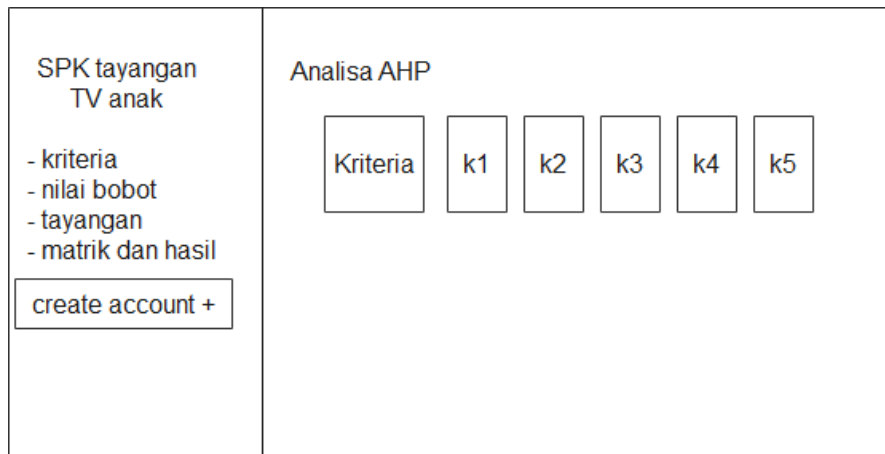 SPK tayangan
TV anak
- kriteria
- nilai bobot
- tayangan
- matrik dan hasil
create account +
Analisa AHP
Kriteria k1 k2 k3 k4 k5